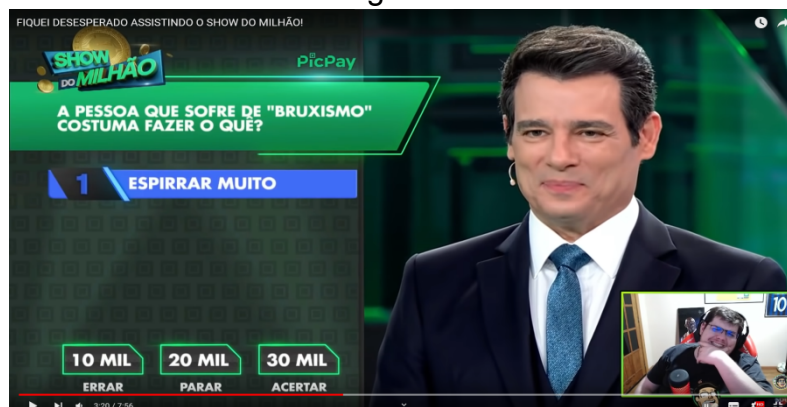 FIQUEI DESESPERADO ASSISTINDO O SHOW DO MILHÃO!
SHOW
DO MILHÃO
PicPay
A PESSOA QUE SOFRE DE "BRUXISMO"
COSTUMA FAZER O QUÊ?
1 ESPIRRAR MUITO
10 MIL 20 MIL 30 MIL
ERRAR PARAR ACERTAR
10
3:20 / 7:56